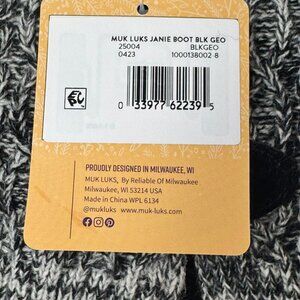 MUK LUKS JANIE BOOT BLK GEO
25004 BLKGEO
0423 1000138002 8
0 33977 62239 5
PROUDLY DESIGNED IN MILWAUKEE, WI
MUK LUKS, By Reliable Of Milwaukee
Milwaukee, WI 53214 USA
Made in China WPL 6134
@mukluks www.muk-luks.com